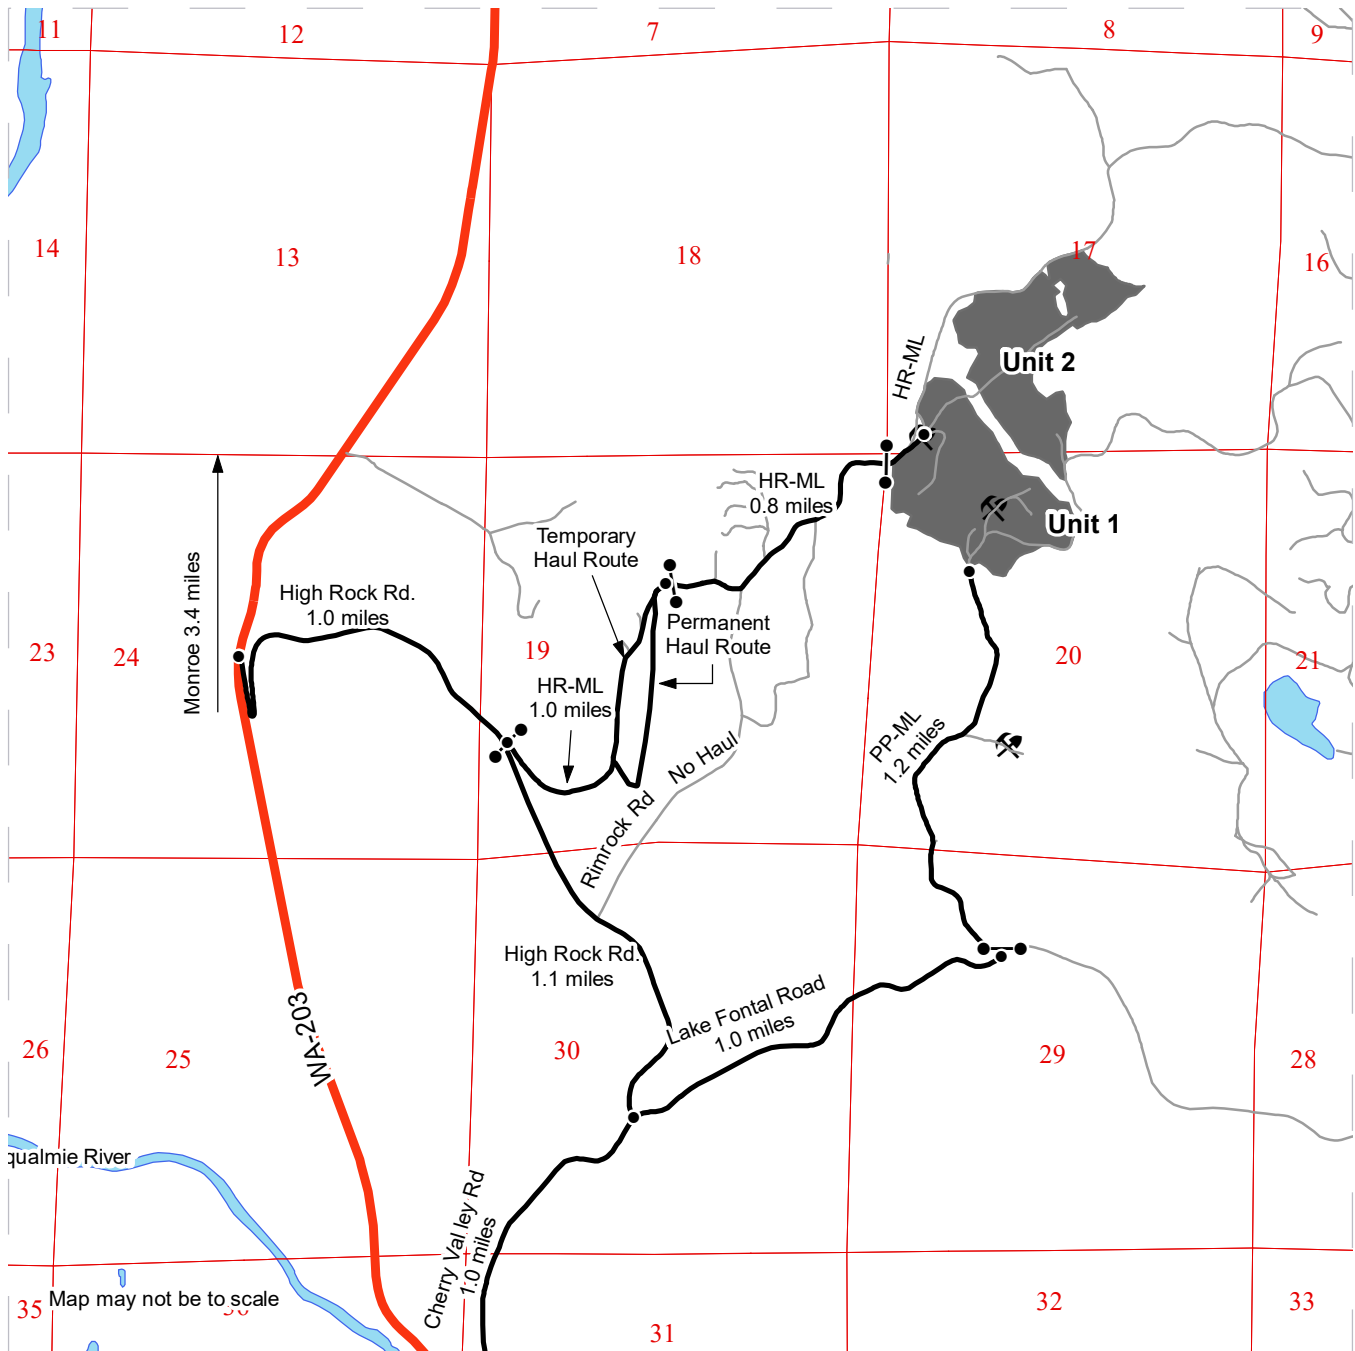 11
12
7
8
9
14
13
18
17
16
HR-ML
Unit 2
HR-ML
0.8 miles
Unit 1
Temporary
Haul Route
Monroe 3.4 miles
High Rock Rd.
1.0 miles
Permanent
Haul Route
23
24
19
20
21
HR-ML
1.0 miles
PP-ML
1.2 miles
No Haul
Rimrock Rd
High Rock Rd.
1.1 miles
Lake Fontal Road
1.0 miles
WA-203
26
25
30
29
28
qualmie River
Cherry Valley Rd
1.0 miles
Map may not be to scale
35
36
31
32
33